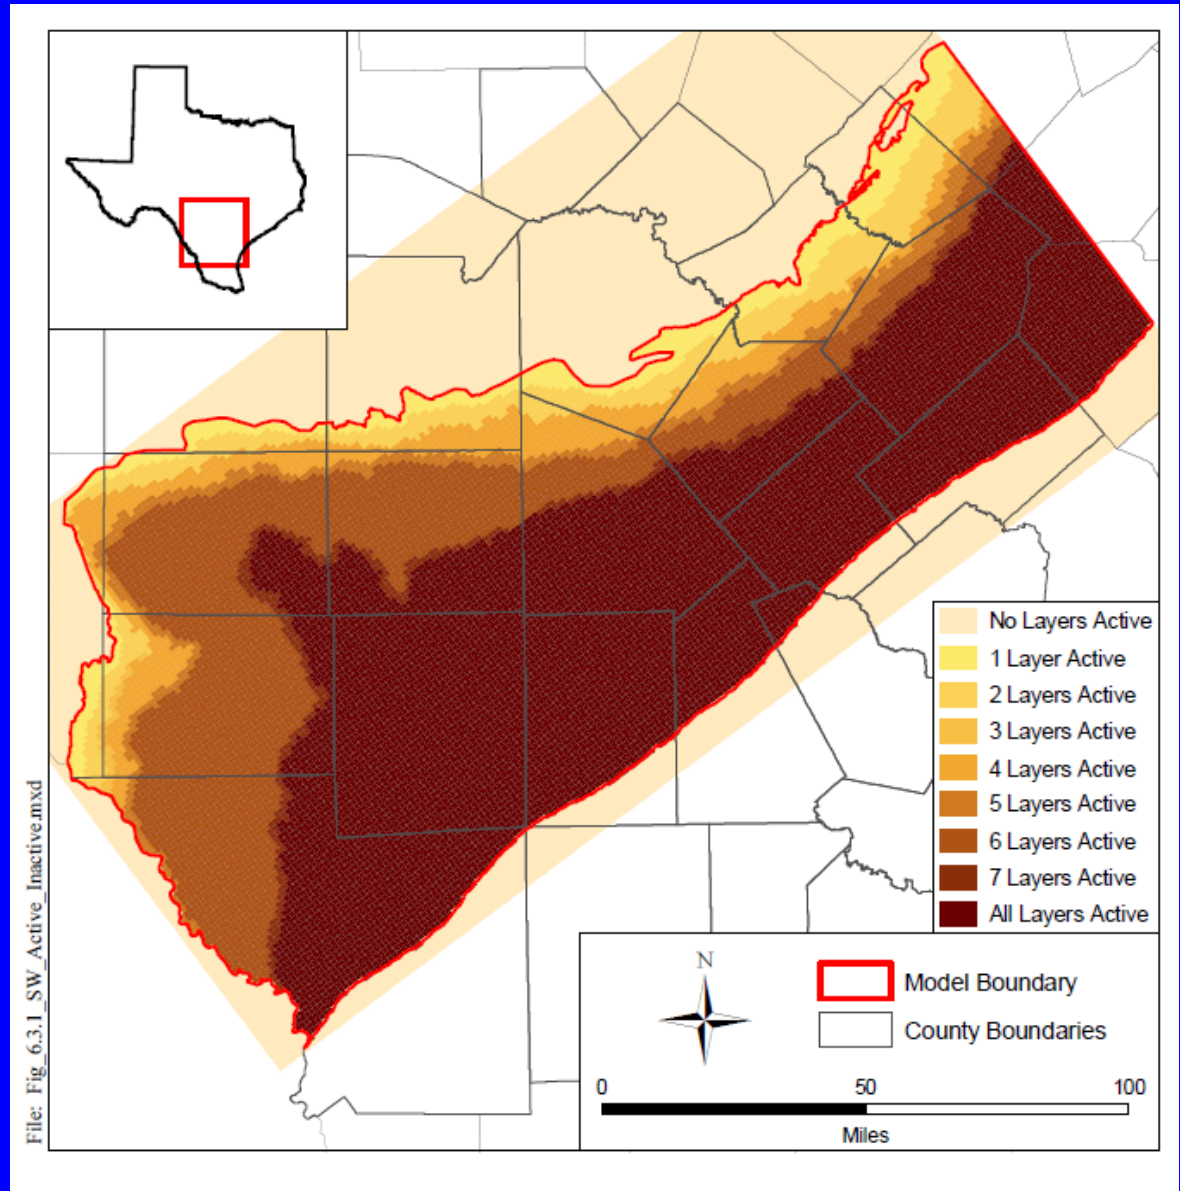 No Layers Active
1 Layer Active
2 Layers Active
3 Layers Active
4 Layers Active
5 Layers Active
6 Layers Active
7 Layers Active
All Layers Active
N
Model Boundary
County Boundaries
0 50 100
Miles
File: Fig_6.3.1_SW_Active_Inactive.mxd